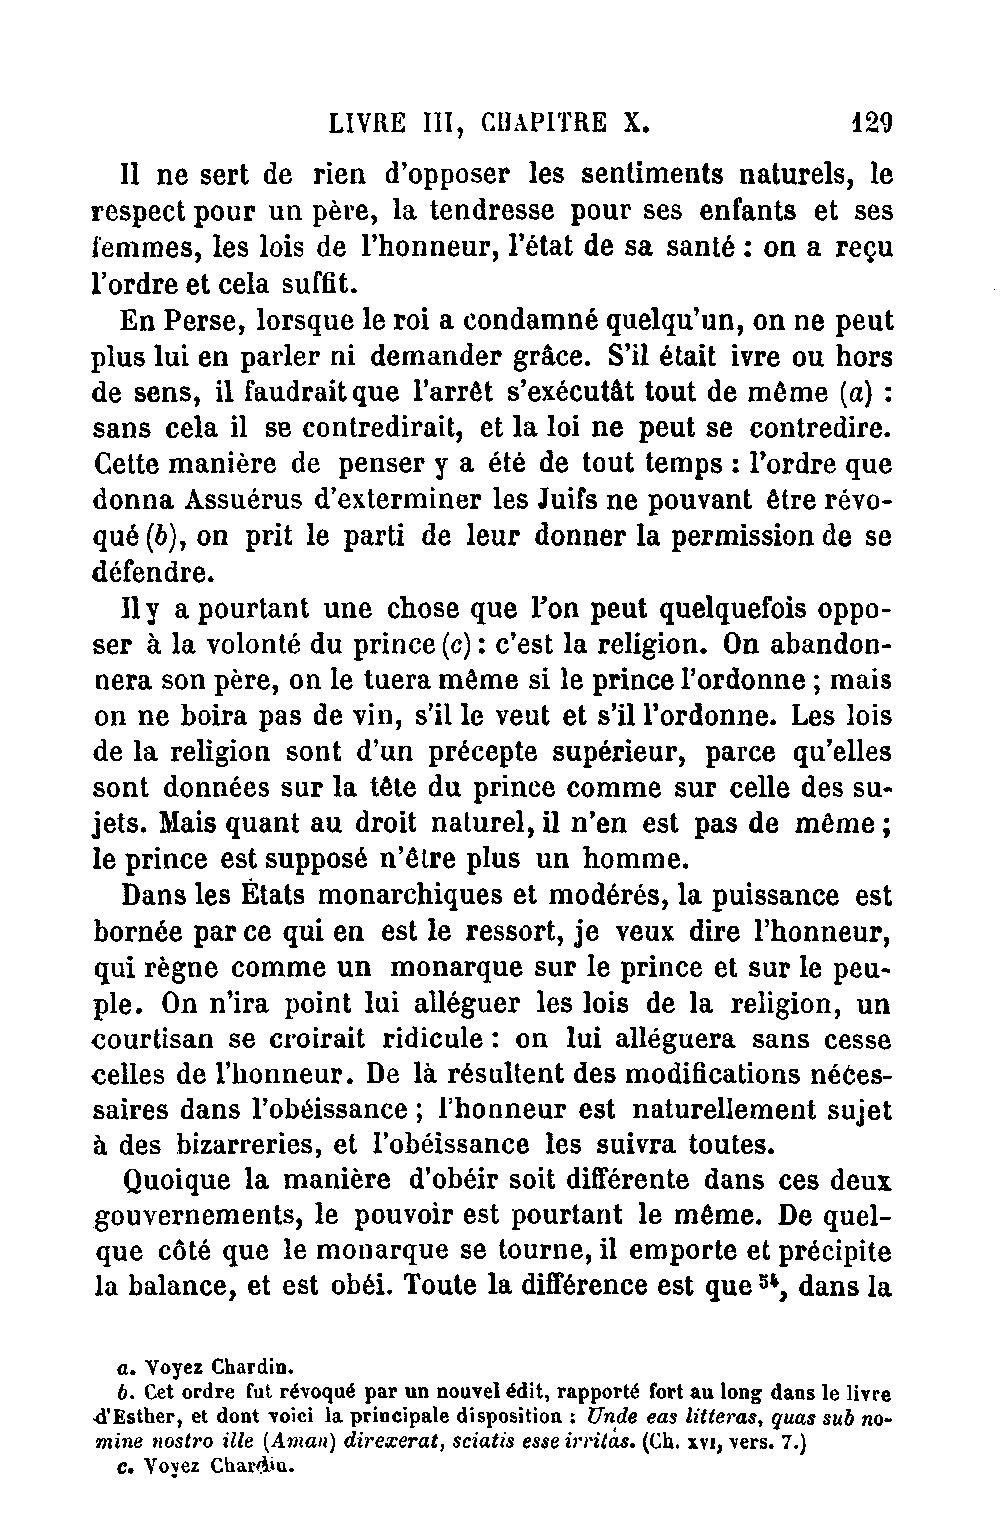 LIVRE III, CHAPITRE X. 129
Il ne sert de rien d'opposer les sentiments naturels, le
respect pour un père, la tendresse pour ses enfants et ses
femmes, les lois de l'honneur, l'état de sa santé : on a reçu
l'ordre et cela suffit.
En Perse, lorsque le roi a condamné quelqu'un, on ne peut
plus lui en parler ni demander grâce. S'il était ivre ou hors
de sens, il faudrait que l'arrêt s'exécutât tout de même (a) :
sans cela il se contredirait, et la loi ne peut se contredire.
Cette manière de penser y a été de tout temps : l'ordre que
donna Assuérus d'exterminer les Juifs ne pouvant être révo-
qué (b), on prit le parti de leur donner la permission de se
défendre.
Il y a pourtant une chose que l'on peut quelquefois oppo-
ser à la volonté du prince (c) : c'est la religion. On abandon-
nera son père, on le tuera même si le prince l'ordonne ; mais
on ne boira pas de vin, s'il le veut et s'il l'ordonne. Les lois
de la religion sont d'un précepte supérieur, parce qu'elles
sont données sur la tête du prince comme sur celle des su-
jets. Mais quant au droit naturel, il n'en est pas de même ;
le prince est supposé n'être plus un homme.
Dans les États monarchiques et modérés, la puissance est
bornée par ce qui en est le ressort, je veux dire l'honneur,
qui règne comme un monarque sur le prince et sur le peu-
ple. On n'ira point lui alléguer les lois de la religion, un
courtisan se croirait ridicule : on lui alléguera sans cesse
celles de l'honneur. De là résultent des modifications néces-
saires dans l'obéissance ; l'honneur est naturellement sujet
à des bizarreries, et l'obéissance les suivra toutes.
Quoique la manière d'obéir soit différente dans ces deux
gouvernements, le pouvoir est pourtant le même. De quel-
que côté que le monarque se tourne, il emporte et précipite
la balance, et est obéi. Toute la différence est que 54, dans la
a. Voyez Chardin.
b. Cet ordre fut révoqué par un nouvel édit, rapporté fort au long dans le livre
d'Esther, et dont voici la principale disposition : Unde eas litteras, quas sub no-
mine nostro ille (Aman) direxerat, sciatis esse irritas. (Ch. XVI, vers. 7.)
c. Voyez Chardin.